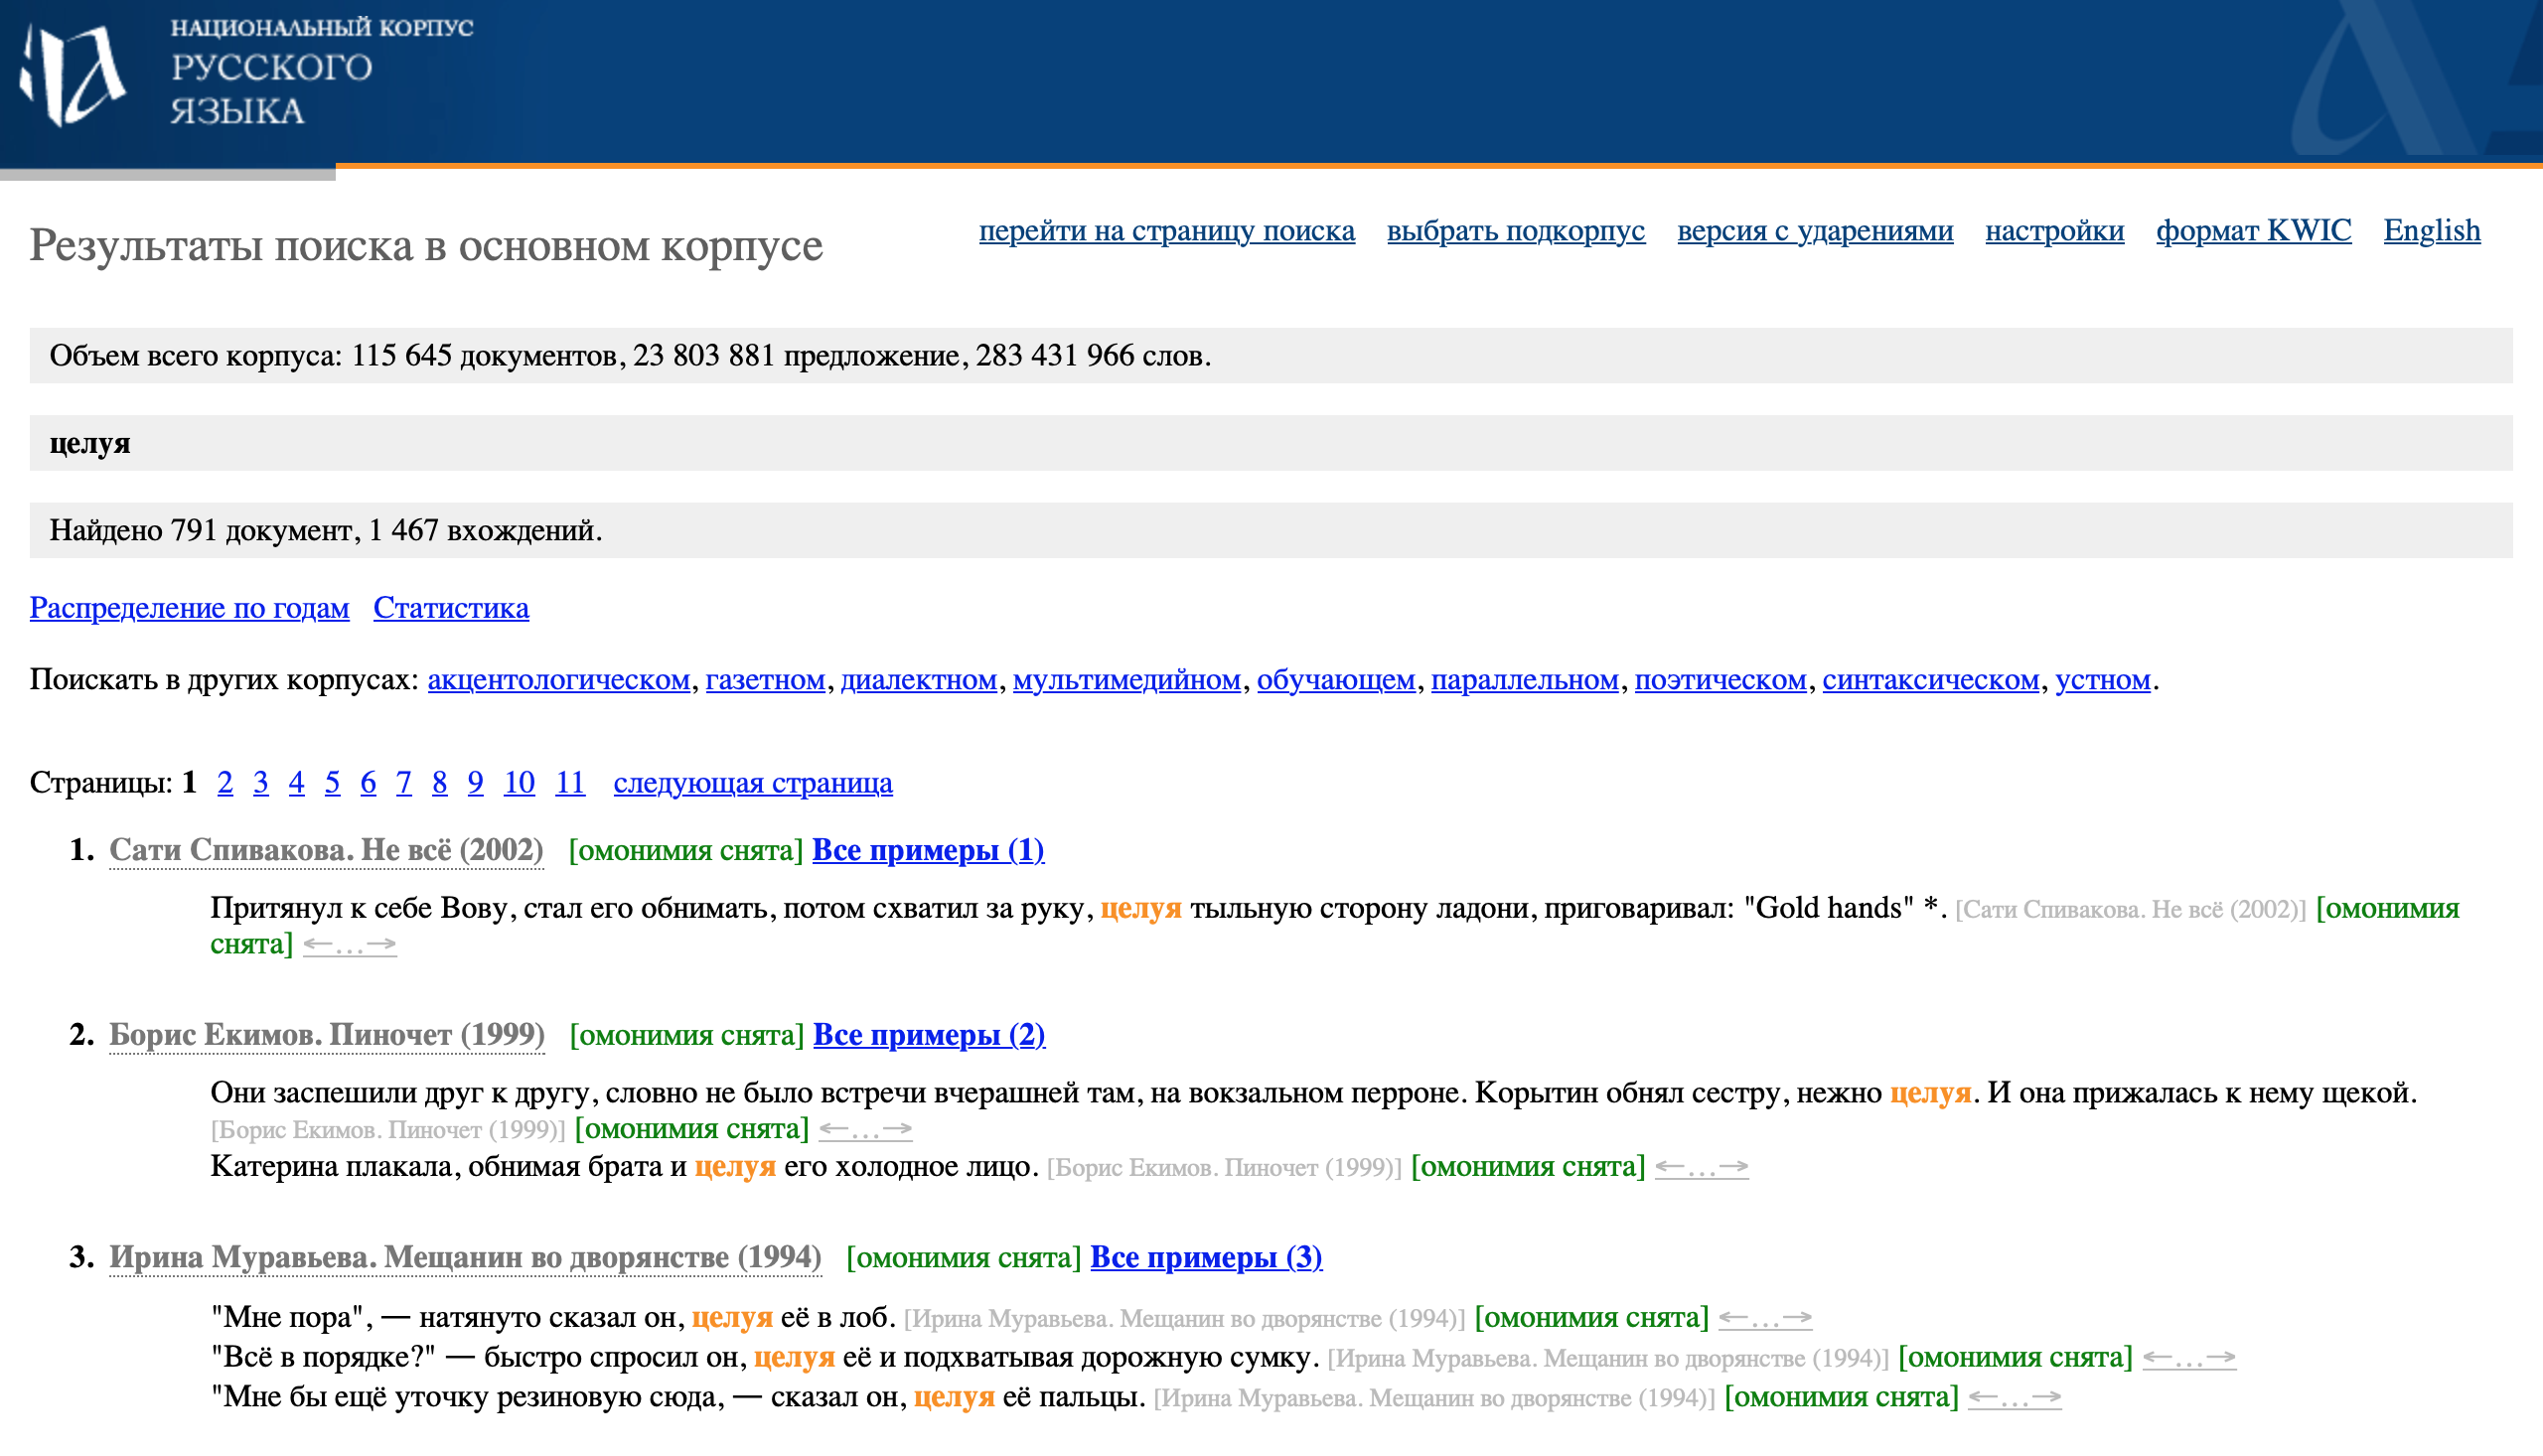 НАЦИОНАЛЬНЫЙ КОРПУС
РУССКОГО
ЯЗЫКА
Результаты поиска в основном корпусе
перейти на страницу поиска выбрать подкорпус версия с ударениями настройки формат KWIC English
Объем всего корпуса: 115 645 документов, 23 803 881 предложение, 283 431 966 слов.
целуя
Найдено 791 документ, 1 467 вхождений.
Распределение по годам Статистика
Поискать в других корпусах: акцентологическом, газетном, диалектном, мультимедийном, обучающем, параллельном, поэтическом, синтаксическом, устном.
Страницы: 1 2 3 4 5 6 7 8 9 10 11 следующая страница
1. Сати Спивакова. Не всё (2002) [омонимия снята] Все примеры (1)
Притянул к себе Вову, стал его обнимать, потом схватил за руку, целуя тыльную сторону ладони, приговаривал: "Gold hands" *. [Сати Спивакова. Не всё (2002)] [омонимия
снята] ←…→
2. Борис Екимов. Пиночет (1999) [омонимия снята] Все примеры (2)
Они заспешили друг к другу, словно не было встречи вчерашней там, на вокзальном перроне. Корытин обнял сестру, нежно целуя. И она прижалась к нему щекой.
[Борис Екимов. Пиночет (1999)] [омонимия снята] ←…→
Катерина плакала, обнимая брата и целуя его холодное лицо. [Борис Екимов. Пиночет (1999)] [омонимия снята] ←…→
3. Ирина Муравьева. Мещанин во дворянстве (1994) [омонимия снята] Все примеры (3)
"Мне пора", — натянуто сказал он, целуя её в лоб. [Ирина Муравьева. Мещанин во дворянстве (1994)] [омонимия снята] ←…→
"Всё в порядке?" — быстро спросил он, целуя её и подхватывая дорожную сумку. [Ирина Муравьева. Мещанин во дворянстве (1994)] [омонимия снята] ←…→
"Мне бы ещё уточку резиновую сюда, — сказал он, целуя её пальцы. [Ирина Муравьева. Мещанин во дворянстве (1994)] [омонимия снята] ←…→